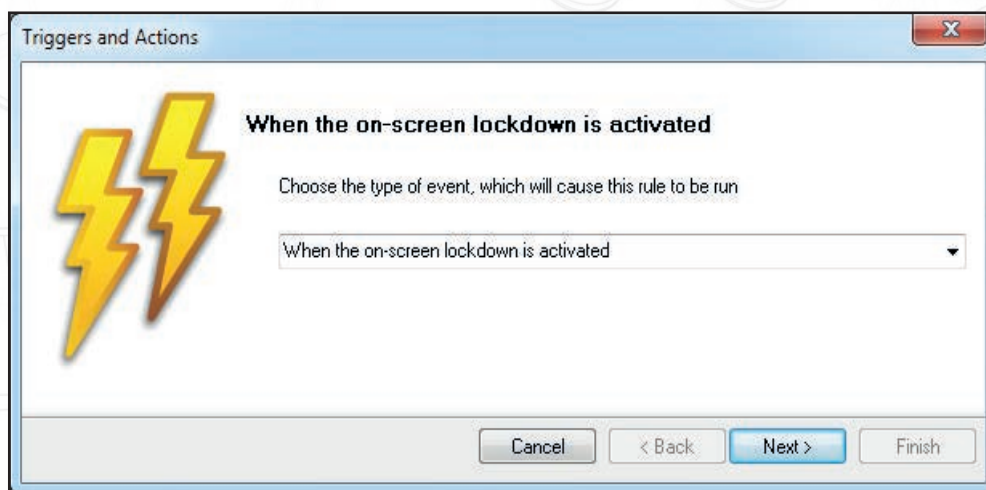 Triggers and Actions
When the on-screen lockdown is activated
Choose the type of event, which will cause this rule to be run
When the on-screen lockdown is activated
Cancel
< Back
Next >
Finish